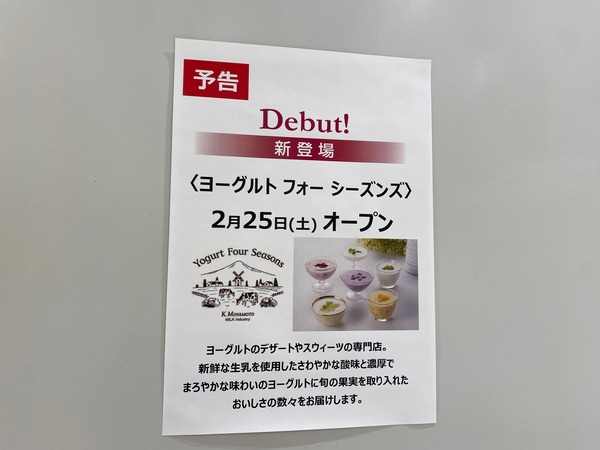 予告
Debut!
新登場
〈ヨーグルト フォー シーズンズ〉
2月25日(土) オープン
Yogurt Four Seasons
K.MINAMOTO
MILK Industry
ヨーグルトのデザートやスウィーツの専門店。
新鮮な生乳を使用したさわやかな酸味と濃厚で
まろやかな味わいのヨーグルトに旬の果実を取り入れた
おいしさの数々をお届けします。